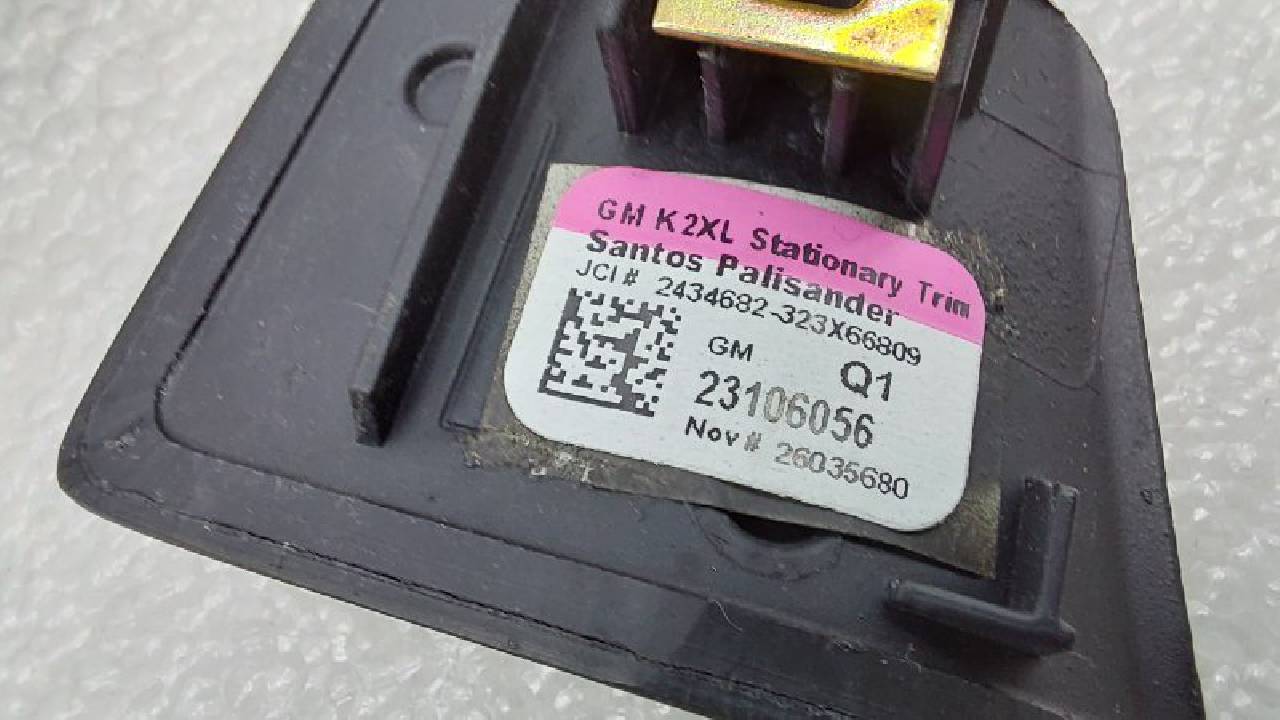 GM K2XL Stationary Trim
Santos Palisander
JCI # 2434682-323X66809
GM Q1
23106056
Nov # 26035680